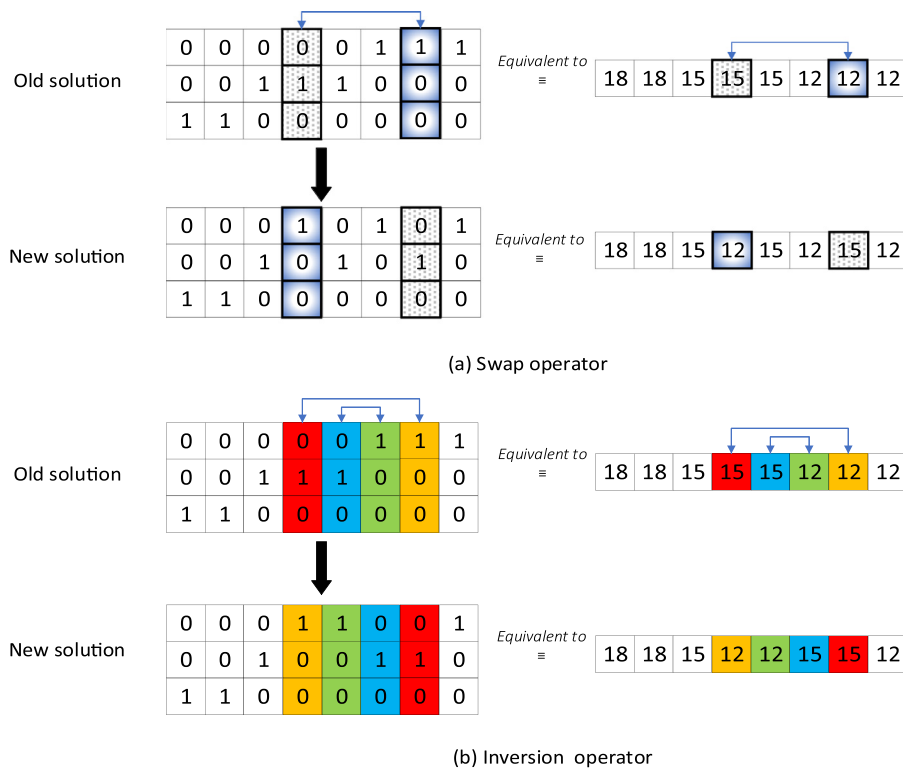 0 0 0 0 0 1 1 1
Old solution 0 0 1 1 1 0 0 0 Equivalent to ≡ 18 18 15 15 15 12 12 12
1 1 0 0 0 0 0 0
0 0 0 1 0 1 0 1
New solution 0 0 1 0 1 0 1 0 Equivalent to ≡ 18 18 15 12 15 12 15 12
1 1 0 0 0 0 0 0
(a) Swap operator
0 0 0 0 0 1 1 1
Old solution 0 0 1 1 1 0 0 0 Equivalent to ≡ 18 18 15 15 15 12 12 12
1 1 0 0 0 0 0 0
0 0 0 1 1 0 0 1
New solution 0 0 1 0 0 1 1 0 Equivalent to ≡ 18 18 15 12 12 15 15 12
1 1 0 0 0 0 0 0
(b) Inversion operator